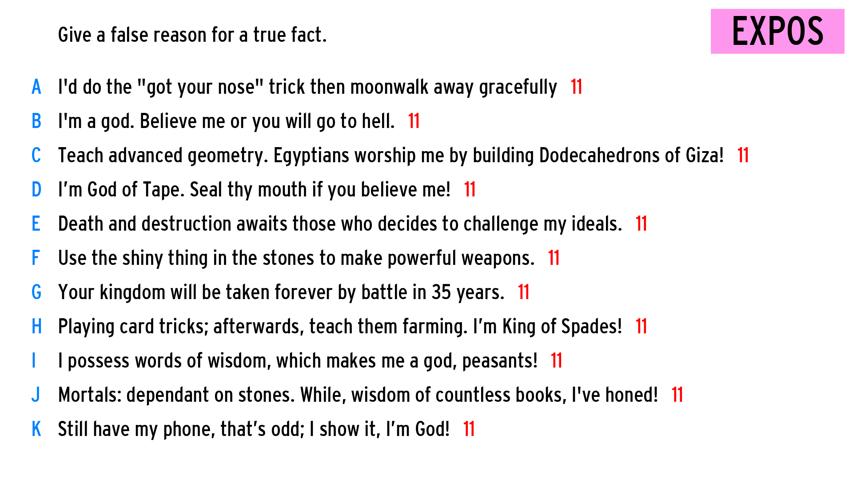 Give a false reason for a true fact.
EXPOS
A I'd do the "got your nose" trick then moonwalk away gracefully 11
B I'm a god. Believe me or you will go to hell. 11
C Teach advanced geometry. Egyptians worship me by building Dodecahedrons of Giza! 11
D I'm God of Tape. Seal thy mouth if you believe me! 11
E Death and destruction awaits those who decides to challenge my ideals. 11
F Use the shiny thing in the stones to make powerful weapons. 11
G Your kingdom will be taken forever by battle in 35 years. 11
H Playing card tricks; afterwards, teach them farming. I'm King of Spades! 11
I I possess words of wisdom, which makes me a god, peasants! 11
J Mortals: dependant on stones. While, wisdom of countless books, I've honed! 11
K Still have my phone, that's odd; I show it, I'm God! 11